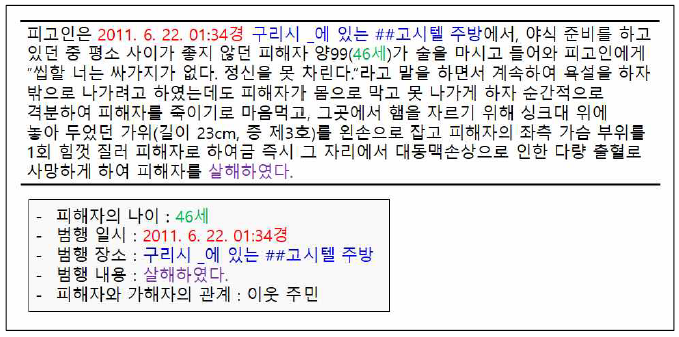 피고인은 2011. 6. 22. 01:34경 구리시 _에 있는 ##고시텔 주방에서, 야식 준비를 하고
있던 중 평소 사이가 좋지 않던 피해자 양99(46세)가 술을 마시고 들어와 피고인에게
"씹할 너는 싸가지가 없다. 정신을 못 차린다."라고 말을 하면서 계속하여 욕설을 하자
밖으로 나가려고 하였는데도 피해자가 몸으로 막고 못 나가게 하자 순간적으로
격분하여 피해자를 죽이기로 마음먹고, 그곳에서 햄을 자르기 위해 싱크대 위에
놓아 두었던 가위(길이 23cm, 증 제3호)를 왼손으로 잡고 피해자의 좌측 가슴 부위를
1회 힘껏 질러 피해자로 하여금 즉시 그 자리에서 대동맥손상으로 인한 다량 출혈로
사망하게 하여 피해자를 살해하였다.
- 피해자의 나이 : 46세
- 범행 일시 : 2011. 6. 22. 01:34경
- 범행 장소 : 구리시 _에 있는 ##고시텔 주방
- 범행 내용 : 살해하였다.
- 피해자와 가해자의 관계 : 이웃 주민